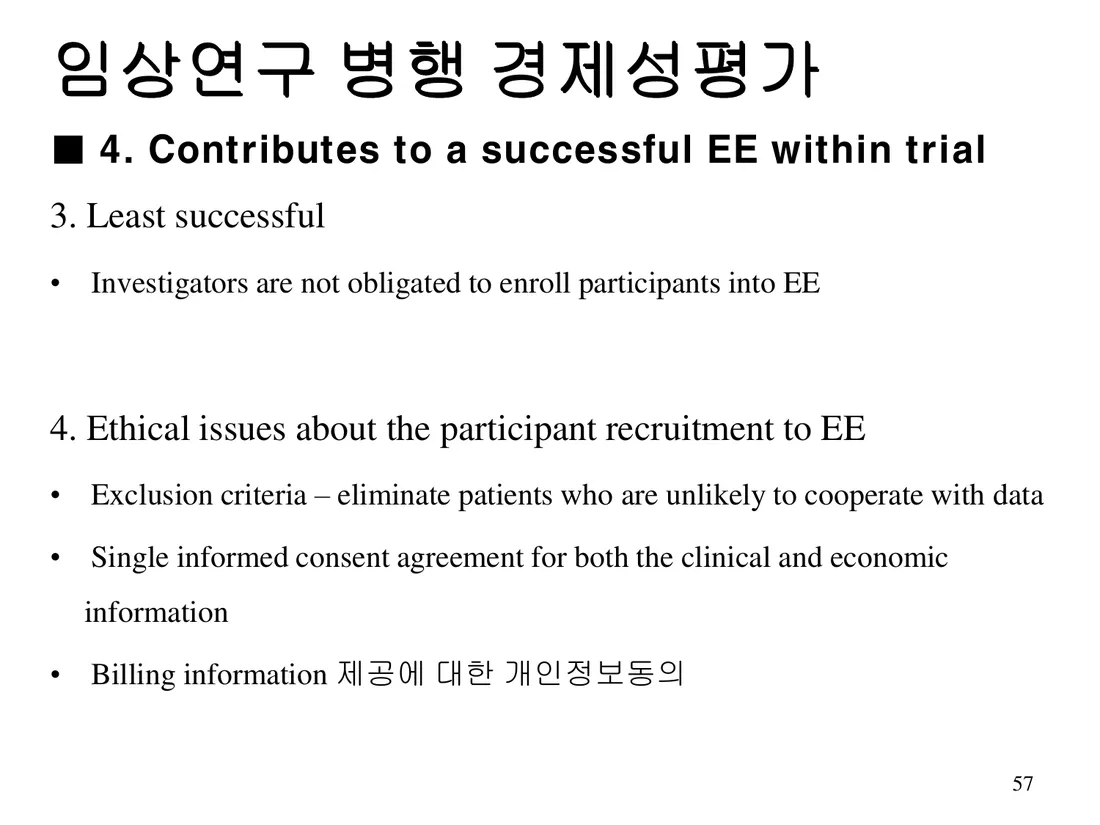 임상연구 병행 경제성평가
■ 4. Contributes to a successful EE within trial
3. Least successful
• Investigators are not obligated to enroll participants into EE
4. Ethical issues about the participant recruitment to EE
• Exclusion criteria – eliminate patients who are unlikely to cooperate with data
• Single informed consent agreement for both the clinical and economic
information
• Billing information 제공에 대한 개인정보동의
57